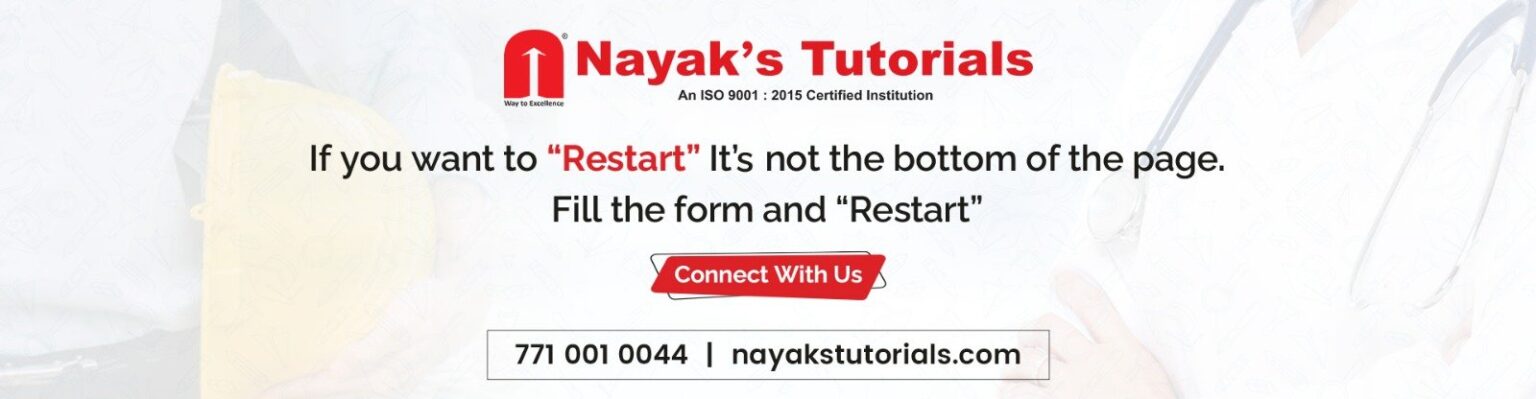 Nayak's Tutorials
®
Way to Excellence
An ISO 9001 : 2015 Certified Institution
If you want to “Restart” It's not the bottom of the page.
Fill the form and “Restart”
Connect With Us
771 001 0044 | nayakstutorials.com